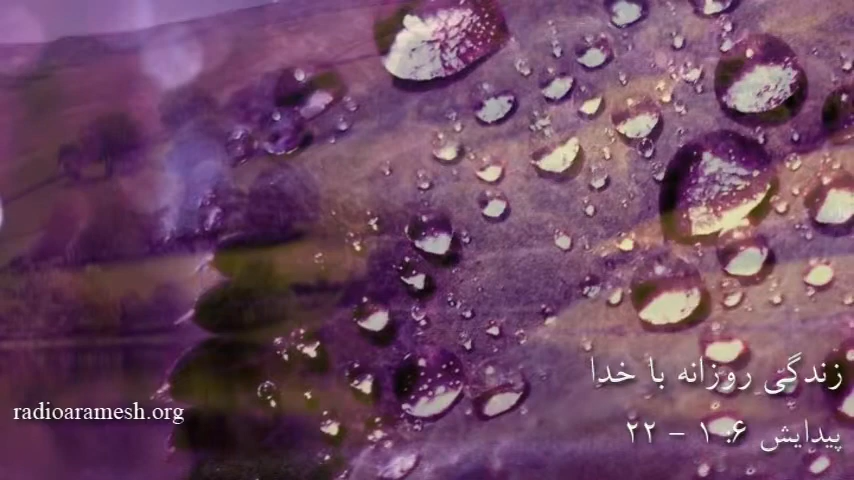 زندگی روزانه با خدا
پیدایش ۶: ۱ – ۲۲
radioaramesh.org